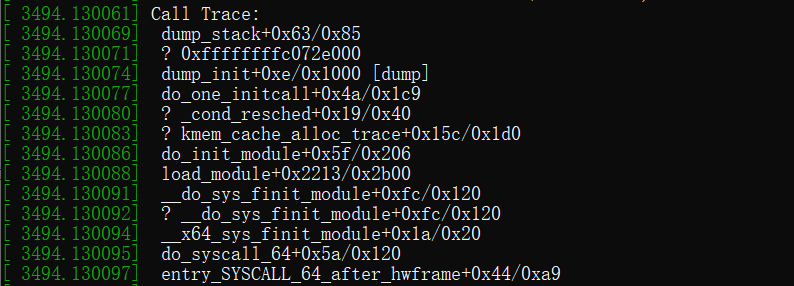 [ 3494.130061] Call Trace:
[ 3494.130069]  dump_stack+0x63/0x85
[ 3494.130071]  ? 0xffffffffc072e000
[ 3494.130074]  dump_init+0xe/0x1000 [dump]
[ 3494.130077]  do_one_initcall+0x4a/0x1c9
[ 3494.130080]  ? _cond_resched+0x19/0x40
[ 3494.130083]  ? kmem_cache_alloc_trace+0x15c/0x1d0
[ 3494.130086]  do_init_module+0x5f/0x206
[ 3494.130088]  load_module+0x2213/0x2b00
[ 3494.130091]  __do_sys_finit_module+0xfc/0x120
[ 3494.130092]  ? __do_sys_finit_module+0xfc/0x120
[ 3494.130094]  __x64_sys_finit_module+0x1a/0x20
[ 3494.130095]  do_syscall_64+0x5a/0x120
[ 3494.130097]  entry_SYSCALL_64_after_hwframe+0x44/0xa9